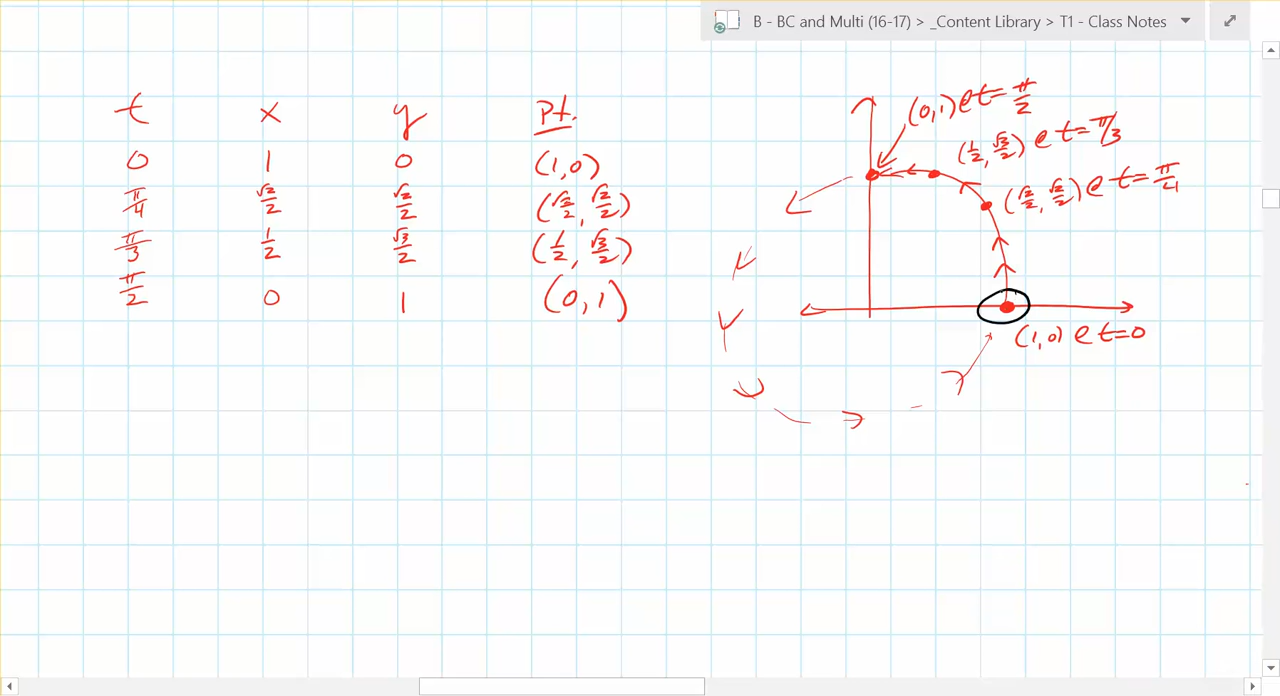 B - BC and Multi (16-17) > _Content Library > T1 - Class Notes
t x y Pt.
0 1 0 (1,0)
π/4 √2/2 √2/2 (√2/2, √2/2)
π/3 1/2 √3/2 (1/2, √3/2)
π/2 0 1 (0,1)
(0,1) @ t=π/2
(1/2, √3/2) @ t=π/3
(√2/2, √2/2) @ t=π/4
(1,0) @ t=0